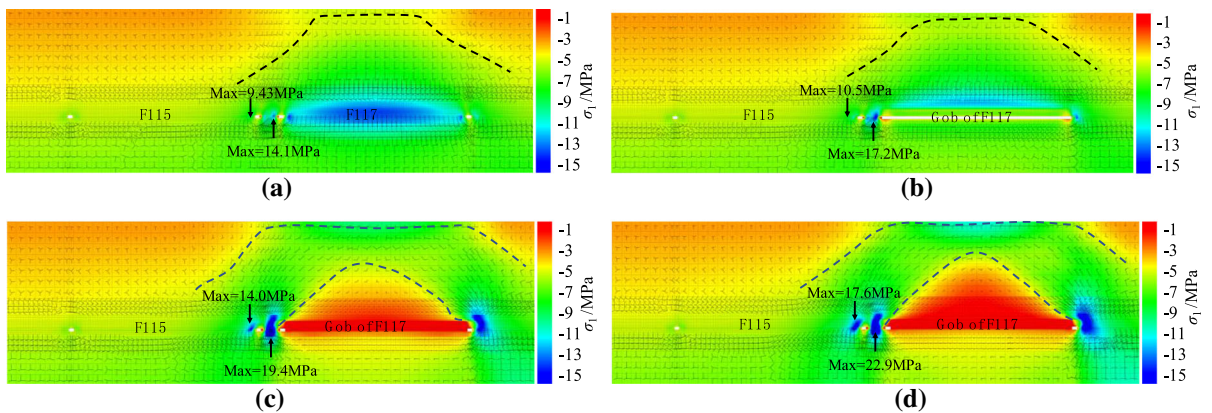 -1
-3
-5
-7
-9
-11
-13
-15
σ₁ /MPa
Max=9.43MPa
F115
F117
Max=14.1MPa
(a)
-1
-3
-5
-7
-9
-11
-13
-15
σ₁ /MPa
Max=10.5MPa
F115
Gob of F117
Max=17.2MPa
(b)
-1
-3
-5
-7
-9
-11
-13
-15
σ₁ /MPa
Max=14.0MPa
F115
Gob of F117
Max=19.4MPa
(c)
-1
-3
-5
-7
-9
-11
-13
-15
σ₁ /MPa
Max=17.6MPa
F115
Gob of F117
Max=22.9MPa
(d)